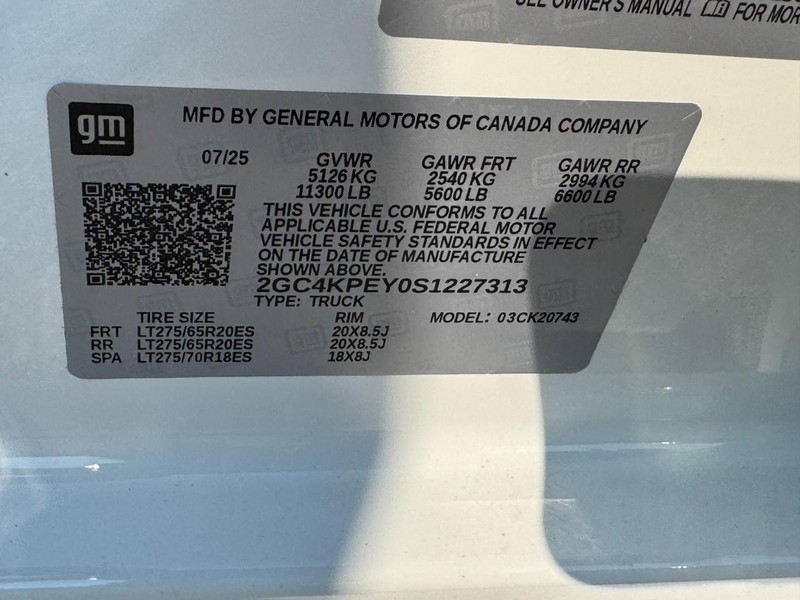 SEE OWNER'S MANUAL FOR MOR
gm
MFD BY GENERAL MOTORS OF CANADA COMPANY
07/25 GVWR GAWR FRT GAWR RR
5126 KG 2540 KG 2994 KG
11300 LB 5600 LB 6600 LB
THIS VEHICLE CONFORMS TO ALL
APPLICABLE U.S. FEDERAL MOTOR
VEHICLE SAFETY STANDARDS IN EFFECT
ON THE DATE OF MANUFACTURE
SHOWN ABOVE.
2GC4KPEY0S1227313
TYPE: TRUCK
TIRE SIZE RIM MODEL: 03CK20743
FRT LT275/65R20ES 20X8.5J
RR LT275/65R20ES 20X8.5J
SPA LT275/70R18ES 18X8J